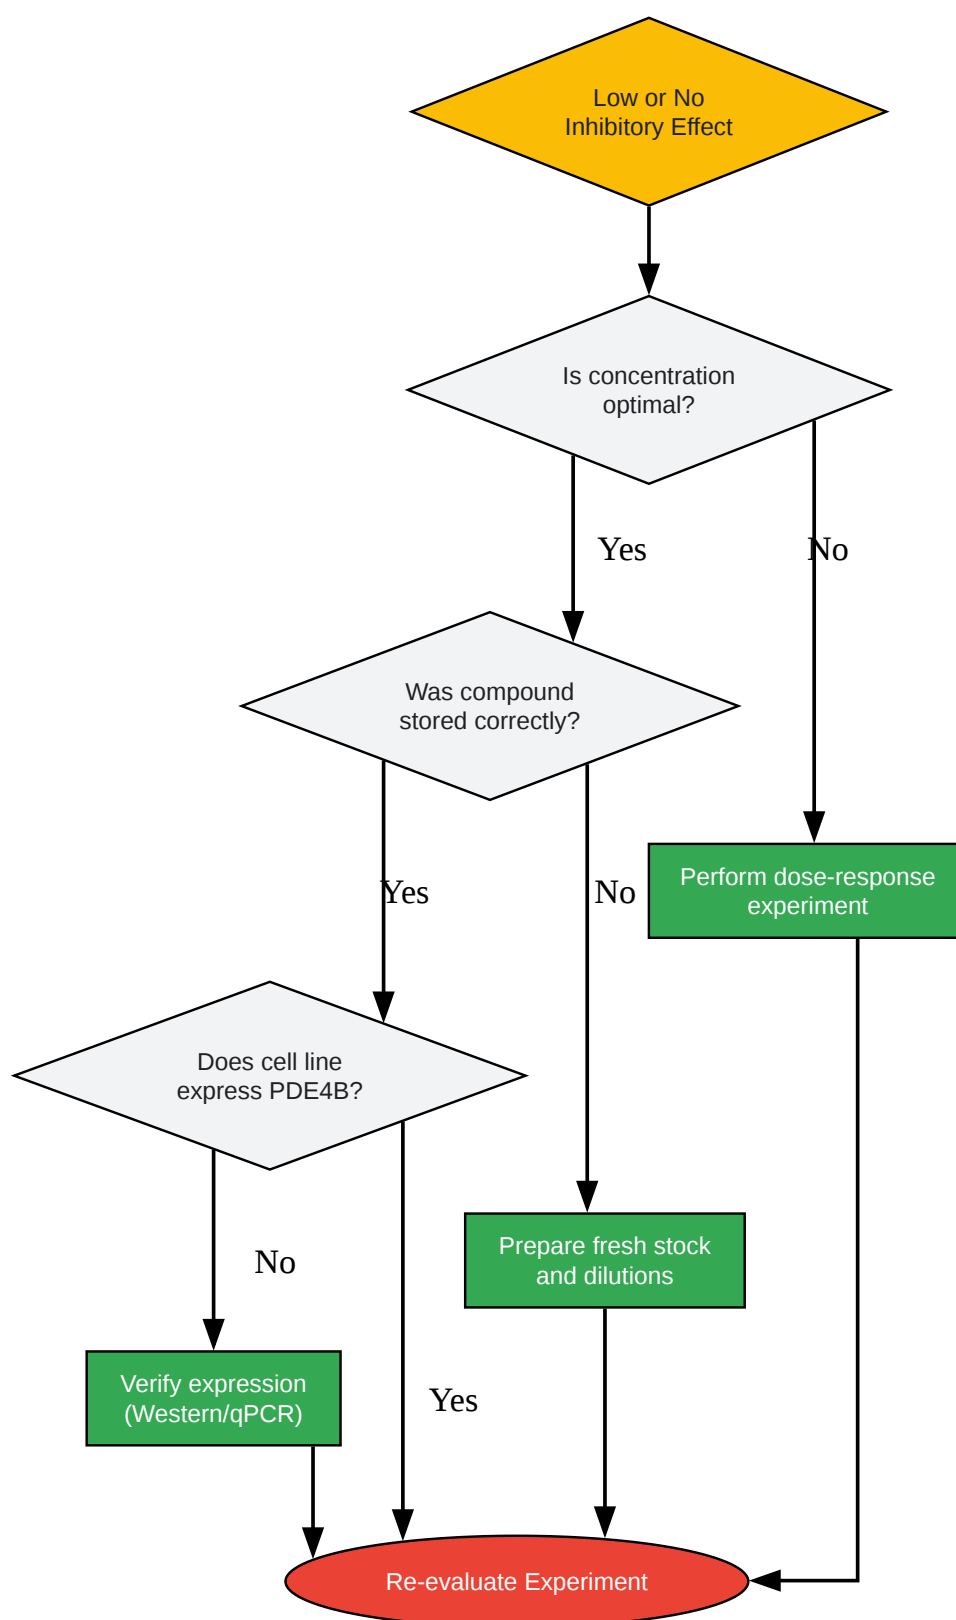 Low or No
Inhibitory Effect
Is concentration
optimal?
Yes
No
Was compound
stored correctly?
Yes
No
Perform dose-response
experiment
Does cell line
express PDE4B?
No
Prepare fresh stock
and dilutions
Verify expression
(Western/qPCR)
Yes
Re-evaluate Experiment